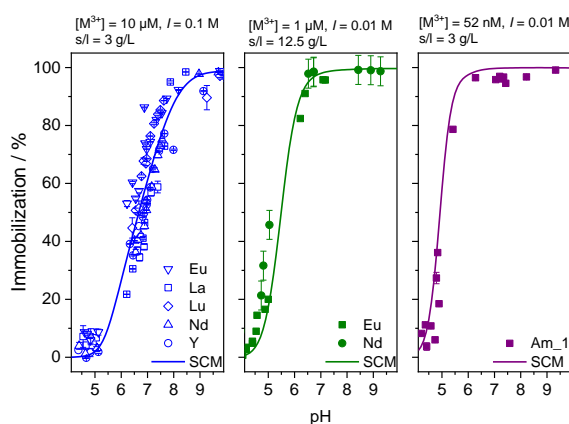 [M³⁺] = 10 µM, I = 0.1 M
s/l = 3 g/L
[M³⁺] = 1 µM, I = 0.01 M
s/l = 12.5 g/L
[M³⁺] = 52 nM, I = 0.01 M
s/l = 3 g/L
Immobilization / %
100
80
60
40
20
0
Eu
La
Lu
Nd
Y
SCM
Eu
Nd
SCM
Am_1
SCM
5 6 7 8 9
5 6 7 8 9
5 6 7 8 9
pH